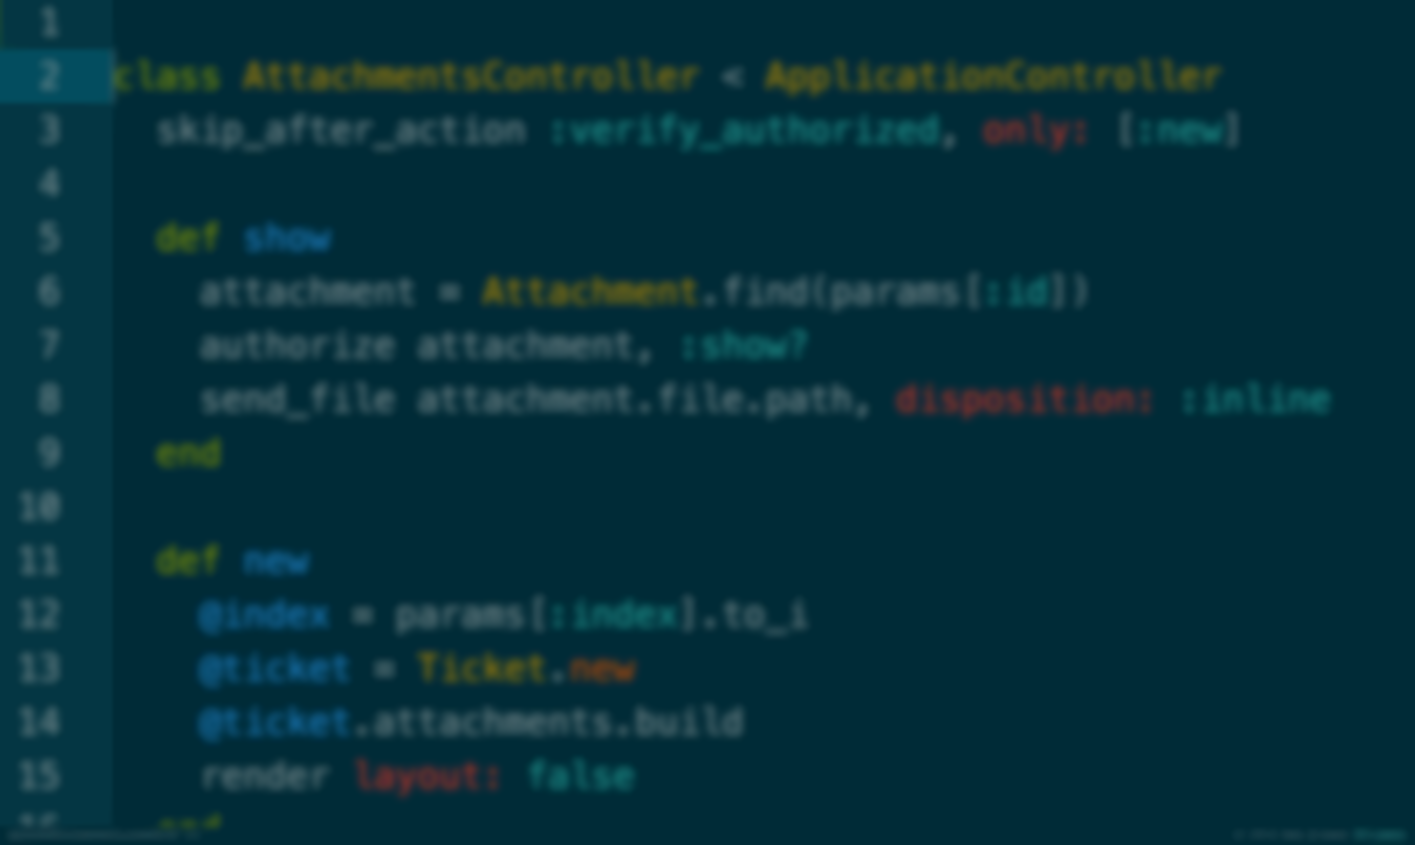 1
2 class AttachmentsController < ApplicationController
3 skip_after_action :verify_authorized, only: [:new]
4
5 def show
6 attachment = Attachment.find(params[:id])
7 authorize attachment, :show?
8 send_file attachment.file.path, disposition: :inline
9 end
10
11 def new
12 @index = params[:index].to_i
13 @ticket = Ticket.new
14 @ticket.attachments.build
15 render layout: false
16 end